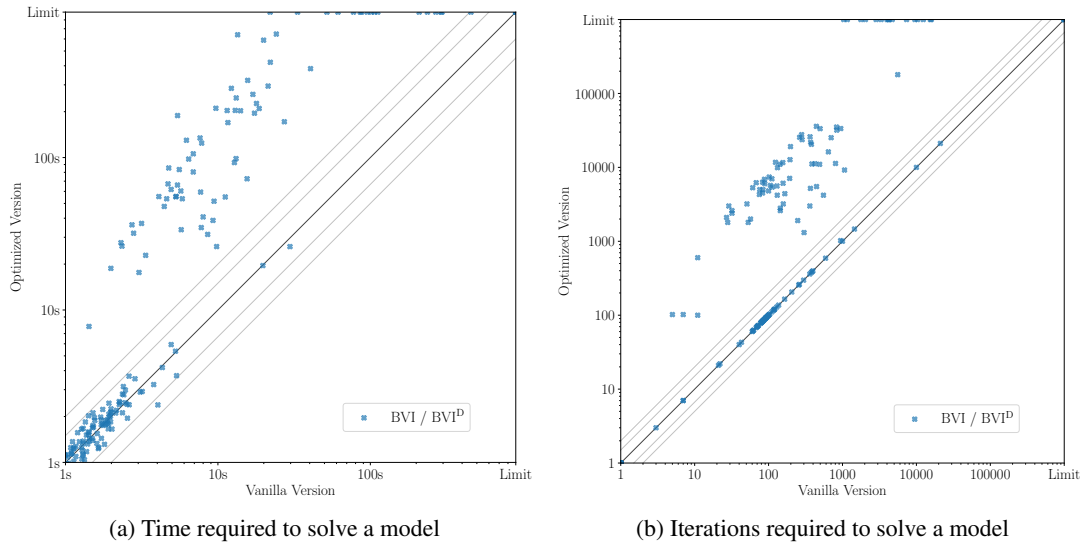 Limit
100s
10s
1s
Optimized Version
1s
10s
100s
Limit
Vanilla Version
BVI / BVI^D
(a) Time required to solve a model
Limit
100000
10000
1000
100
10
1
Optimized Version
1
10
100
1000
100000
Limit
Vanilla Version
BVI / BVI^D
(b) Iterations required to solve a model